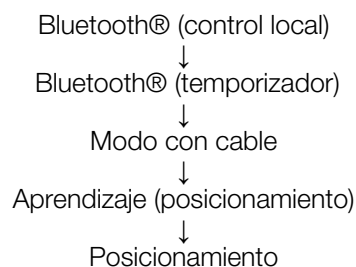 Bluetooth® (control local)
↓
Bluetooth® (temporizador)
↓
Modo con cable
↓
Aprendizaje (posicionamiento)
↓
Posicionamiento